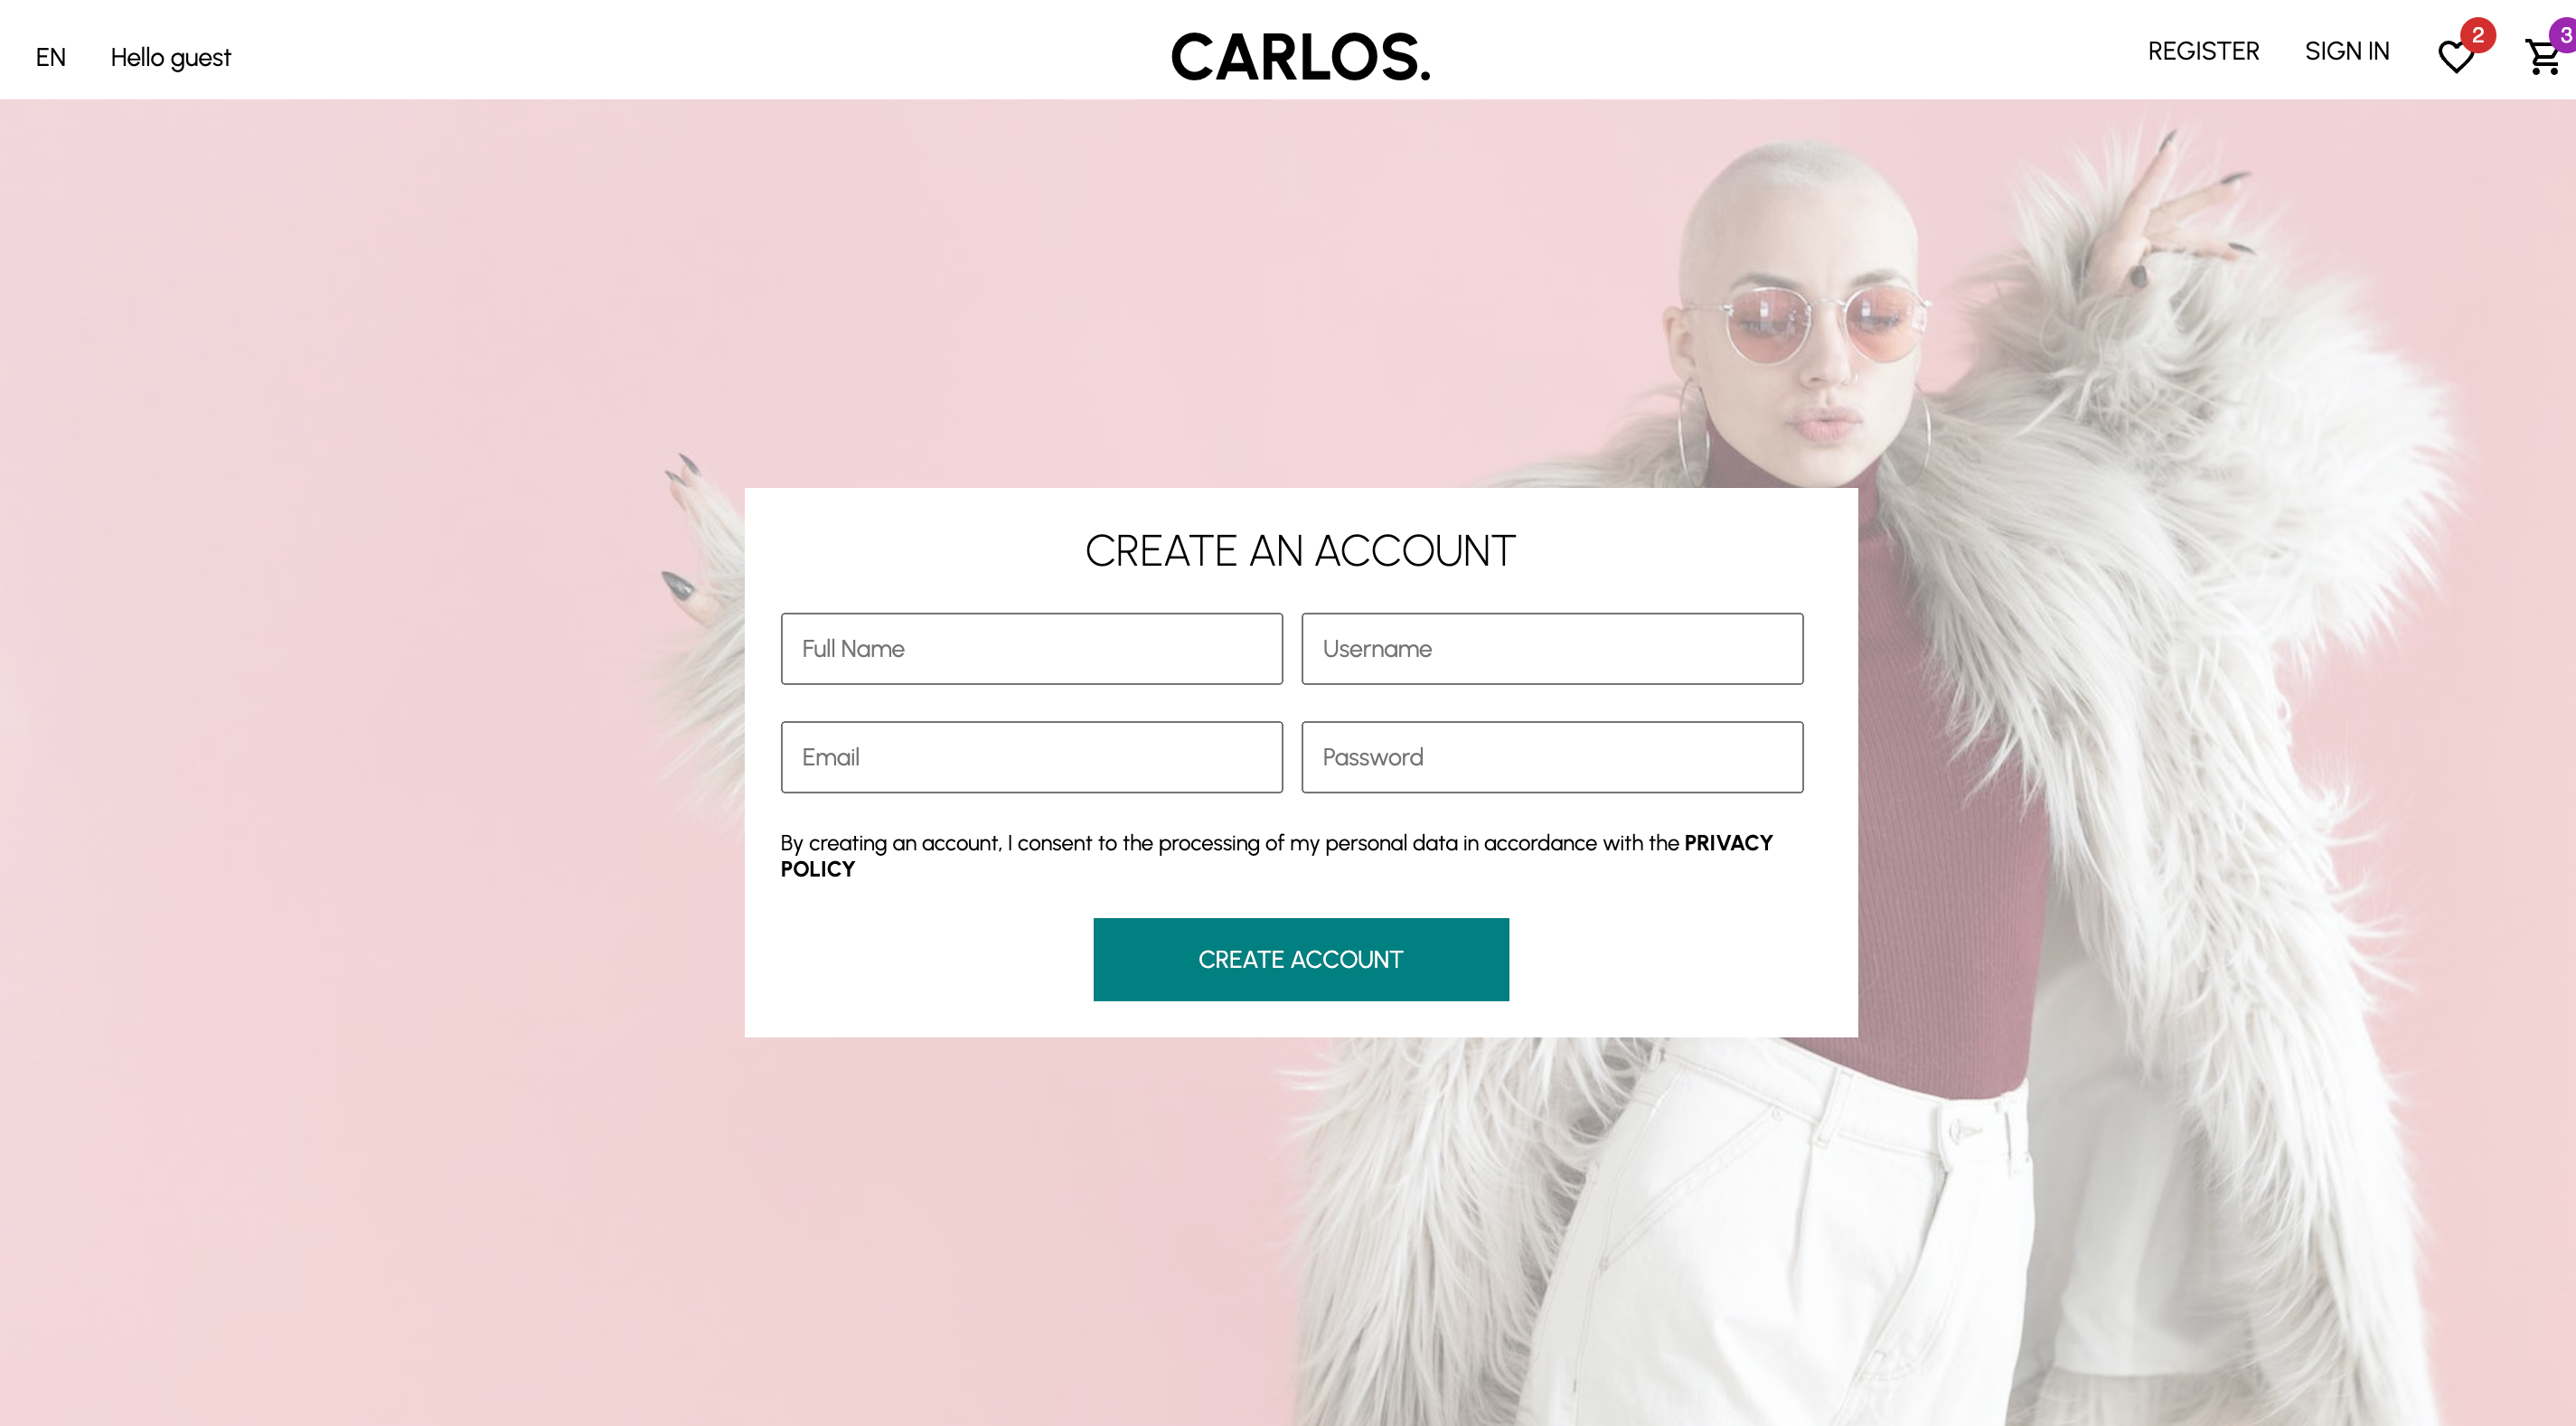 EN Hello guest CARLOS. REGISTER SIGN IN 2 3
CREATE AN ACCOUNT
Full Name Username
Email Password
By creating an account, I consent to the processing of my personal data in accordance with the PRIVACY
POLICY
CREATE ACCOUNT